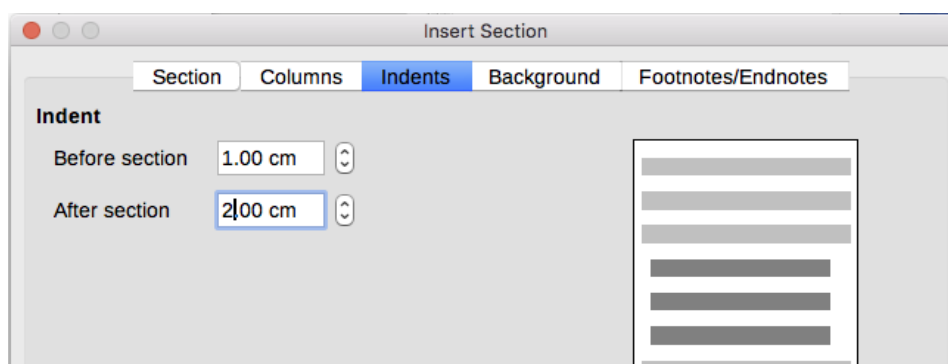 Insert Section
Section Columns Indents Background Footnotes/Endnotes
Indent
Before section 1.00 cm
After section 2.00 cm